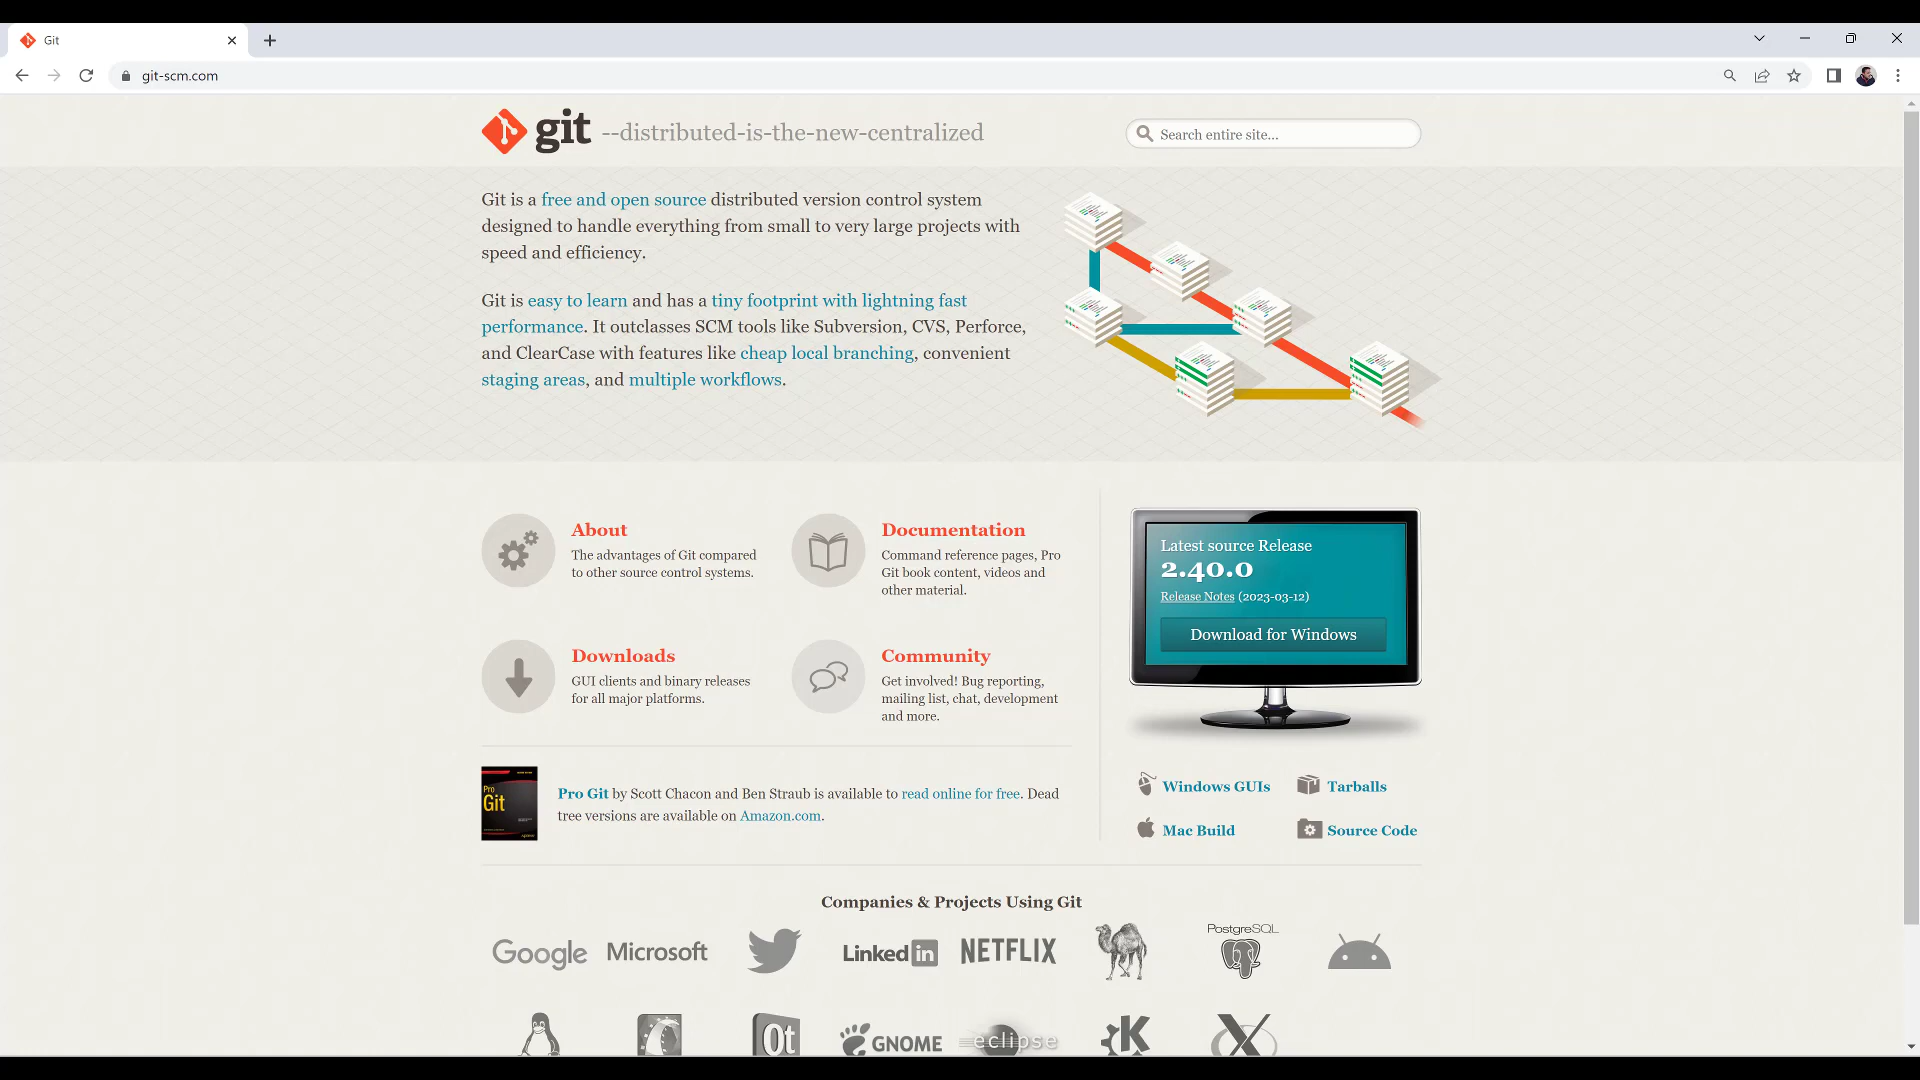 Git
git-scm.com
git --distributed-is-the-new-centralized
Search entire site...
Git is a free and open source distributed version control system
designed to handle everything from small to very large projects with
speed and efficiency.
Git is easy to learn and has a tiny footprint with lightning fast
performance. It outclasses SCM tools like Subversion, CVS, Perforce,
and ClearCase with features like cheap local branching, convenient
staging areas, and multiple workflows.
About
The advantages of Git compared
to other source control systems.
Documentation
Command reference pages, Pro
Git book content, videos and
other material.
Downloads
GUI clients and binary releases
for all major platforms.
Community
Get involved! Bug reporting,
mailing list, chat, development
and more.
Latest source Release
2.40.0
Release Notes (2023-03-12)
Download for Windows
Windows GUIs
Tarballs
Mac Build
Source Code
Pro
Git
Pro Git by Scott Chacon and Ben Straub is available to read online for free. Dead
tree versions are available on Amazon.com.
Companies & Projects Using Git
Google Microsoft Linked in NETFLIX PostgreSQL
Qt GNOME eclipse K X